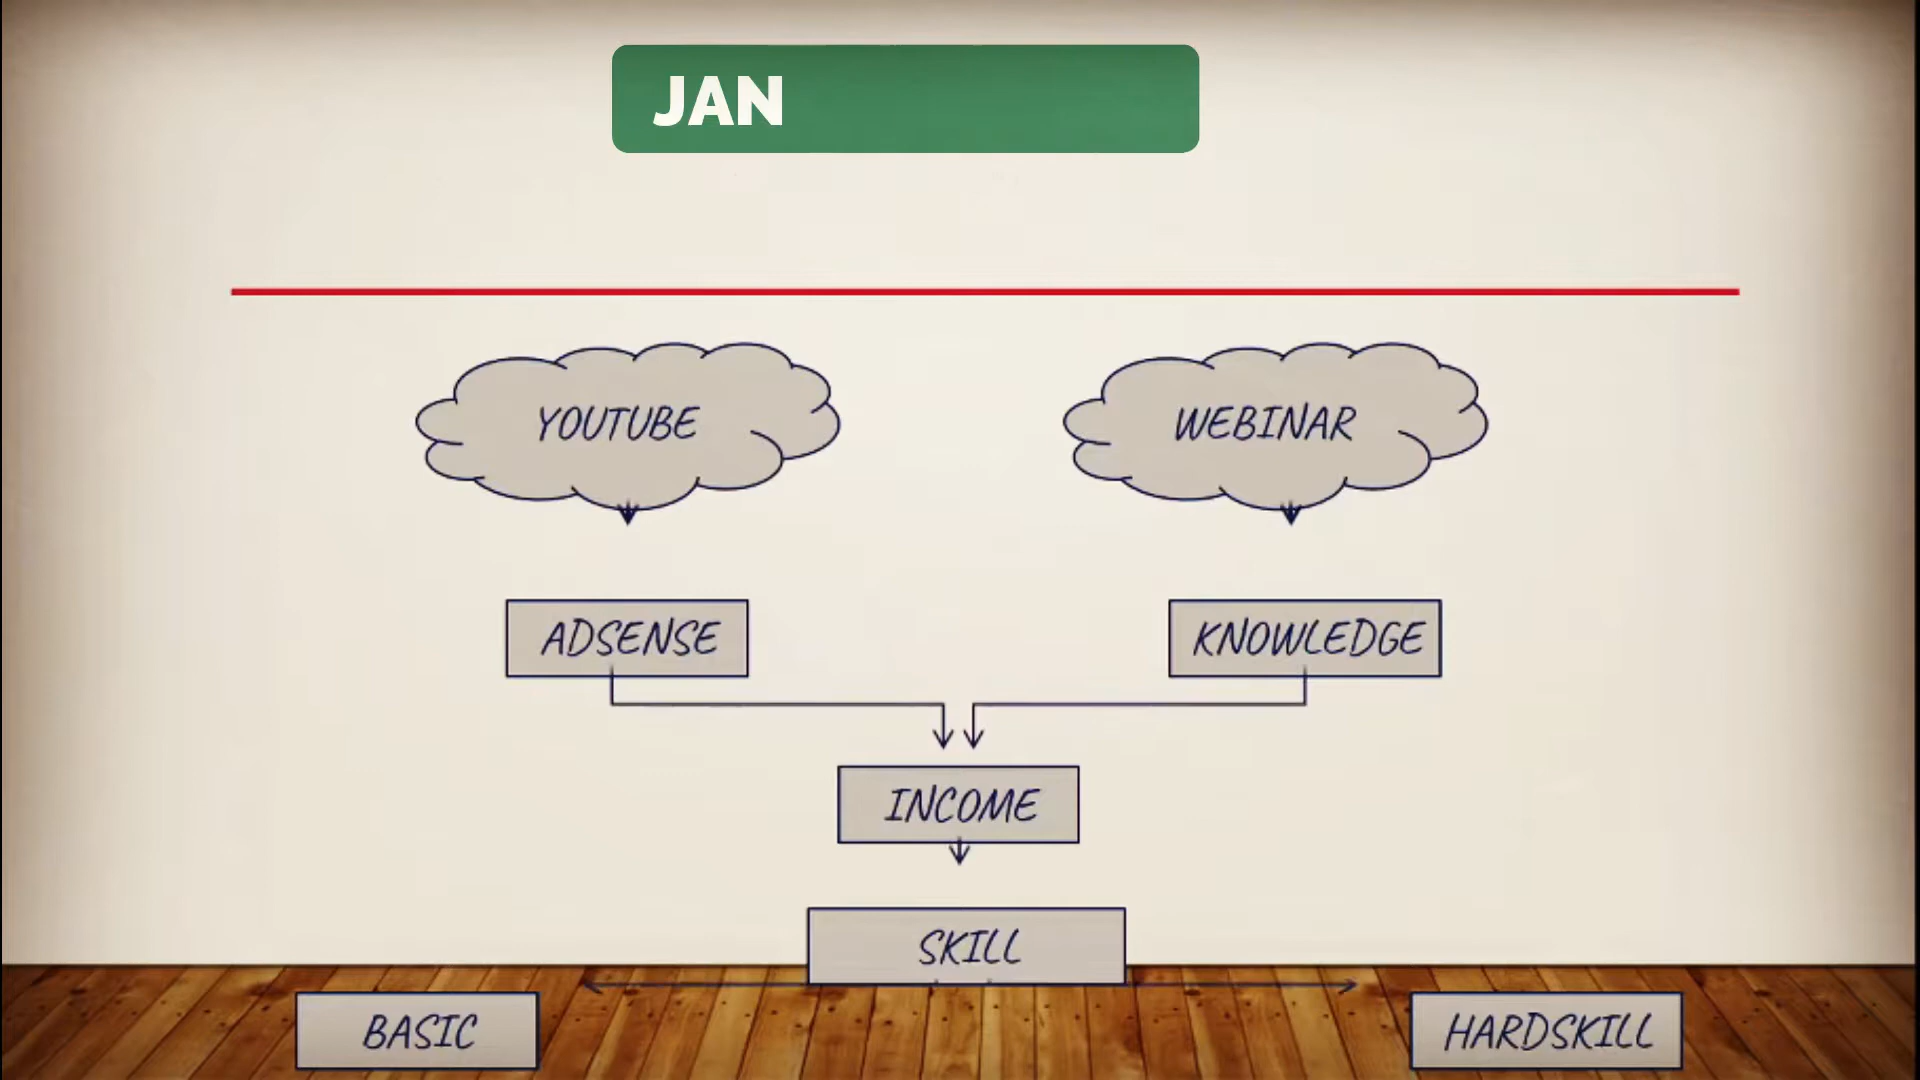 JAN
YOUTUBE
WEBINAR
ADSENSE
KNOWLEDGE
INCOME
SKILL
BASIC
HARDSKILL